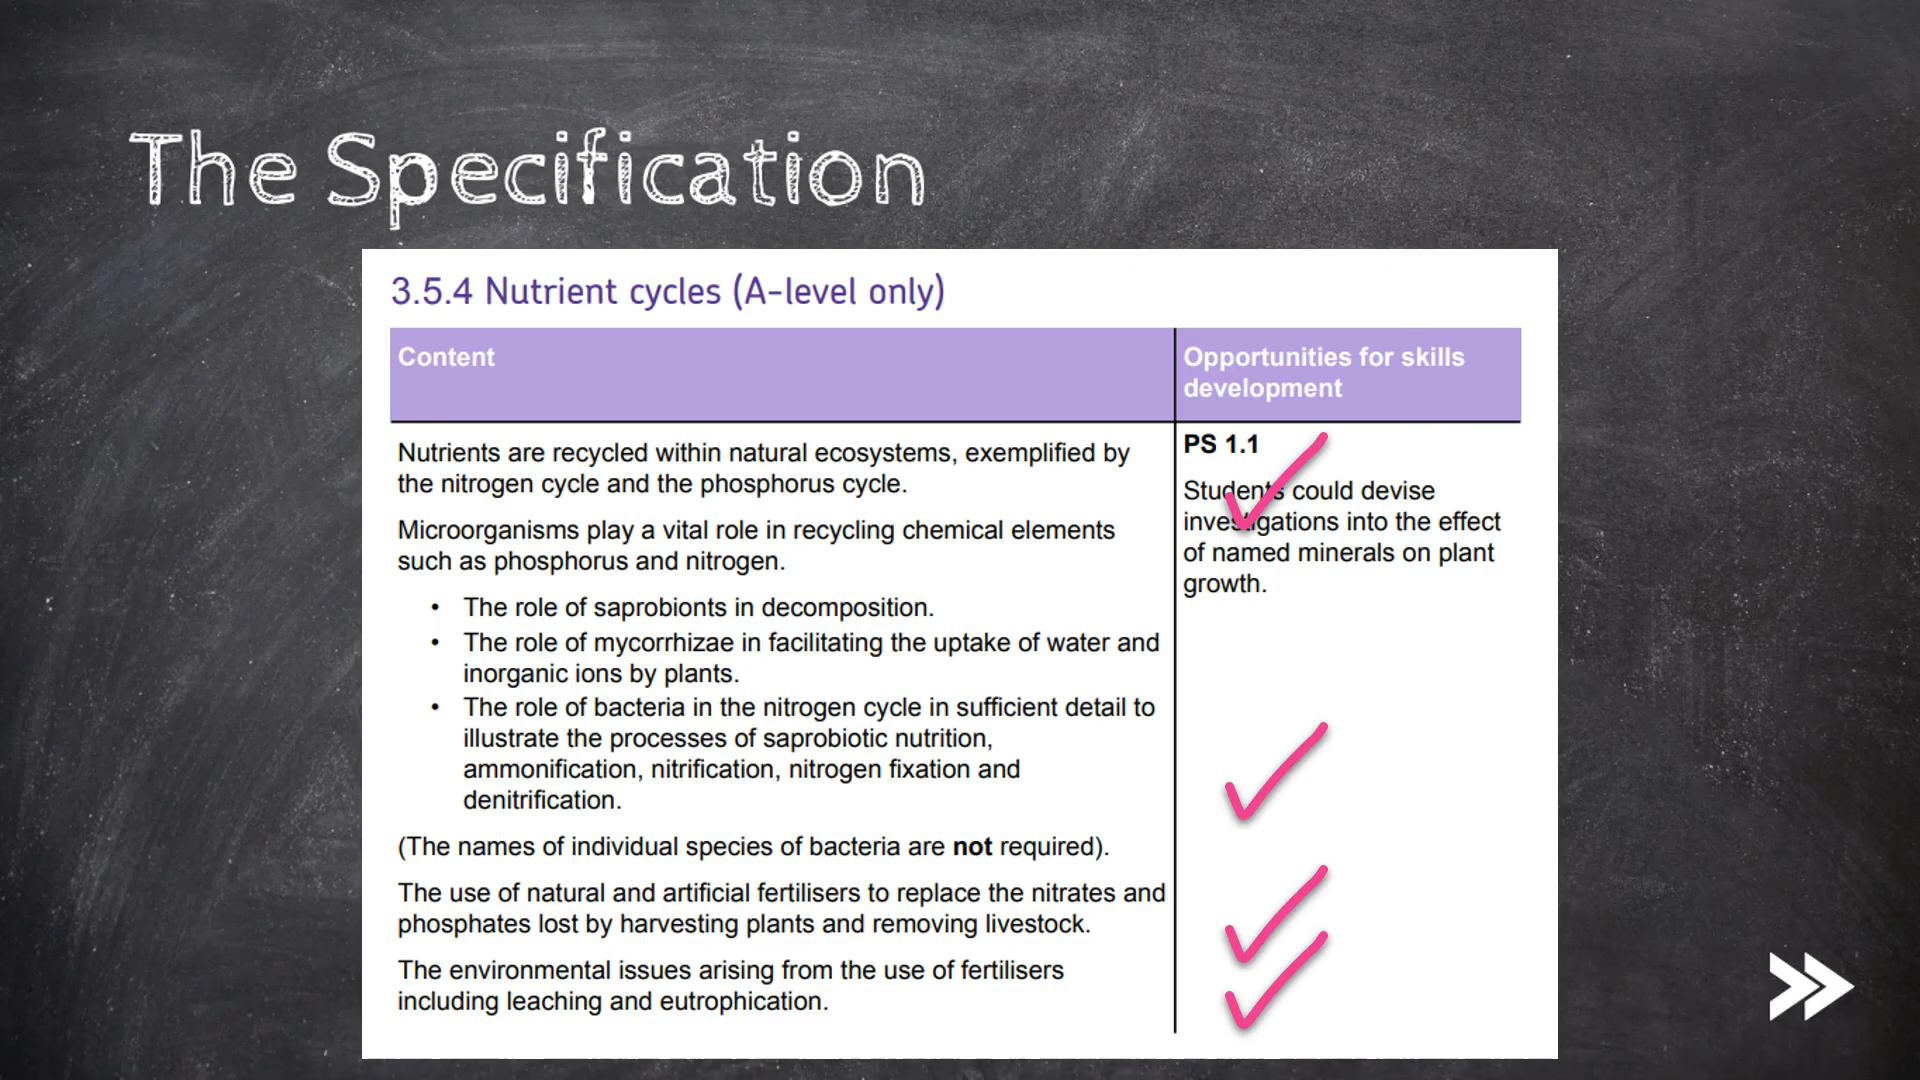 The Specification
3.5.4 Nutrient cycles (A-level only)
Content
Opportunities for skills
development
Nutrients are recycled within natural ecosystems, exemplified by
the nitrogen cycle and the phosphorus cycle.
Microorganisms play a vital role in recycling chemical elements
such as phosphorus and nitrogen.
• The role of saprobionts in decomposition.
• The role of mycorrhizae in facilitating the uptake of water and
inorganic ions by plants.
• The role of bacteria in the nitrogen cycle in sufficient detail to
illustrate the processes of saprobiotic nutrition,
ammonification, nitrification, nitrogen fixation and
denitrification.
(The names of individual species of bacteria are not required).
The use of natural and artificial fertilisers to replace the nitrates and
phosphates lost by harvesting plants and removing livestock.
The environmental issues arising from the use of fertilisers
including leaching and eutrophication.
PS 1.1
Students could devise
investigations into the effect
of named minerals on plant
growth.